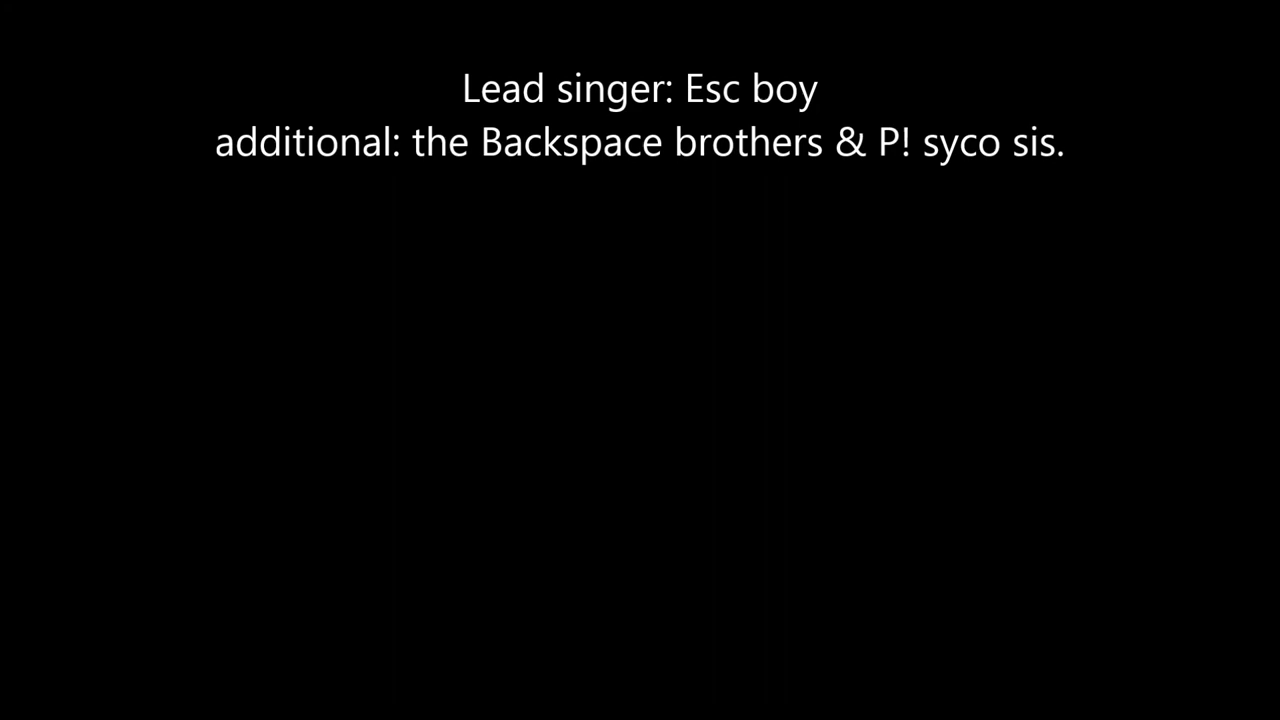 Lead singer: Esc boy
additional: the Backspace brothers & P! syco sis.